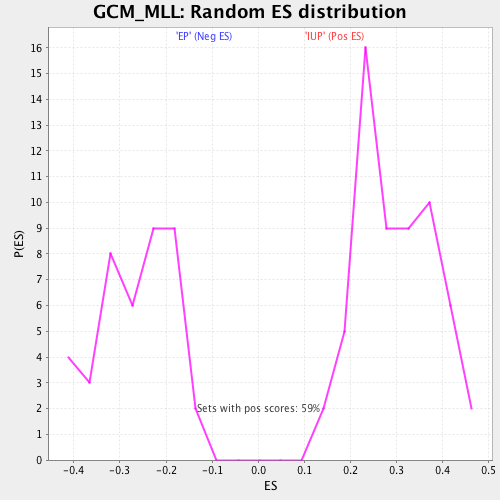 GCM_MLL: Random ES distribution
'EP' (Neg ES) 'IUP' (Pos ES)
16
15
14
13
12
11
10
9
8
7
6
5
4
3
2
1
0
P(ES)
Sets with pos scores: 59%
-0.4 -0.3 -0.2 -0.1 0.0 0.1 0.2 0.3 0.4 0.5
ES